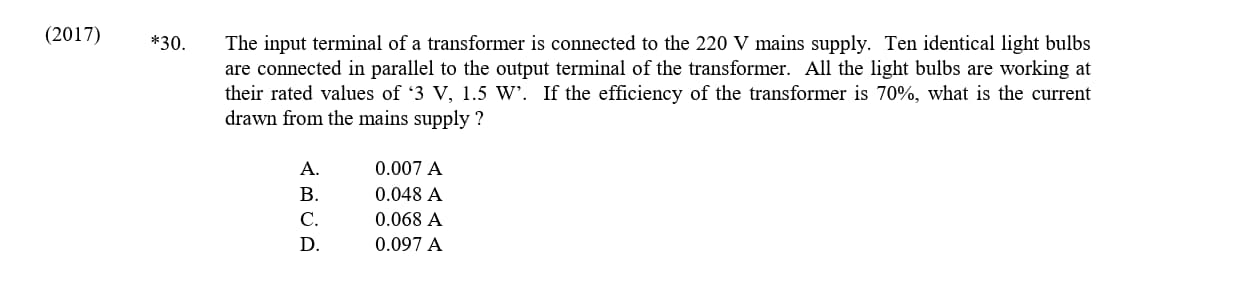 (2017) *30. The input terminal of a transformer is connected to the 220 V mains supply. Ten identical light bulbs
are connected in parallel to the output terminal of the transformer. All the light bulbs are working at
their rated values of ‘3 V, 1.5 W’. If the efficiency of the transformer is 70%, what is the current
drawn from the mains supply ?
A. 0.007 A
B. 0.048 A
C. 0.068 A
D. 0.097 A